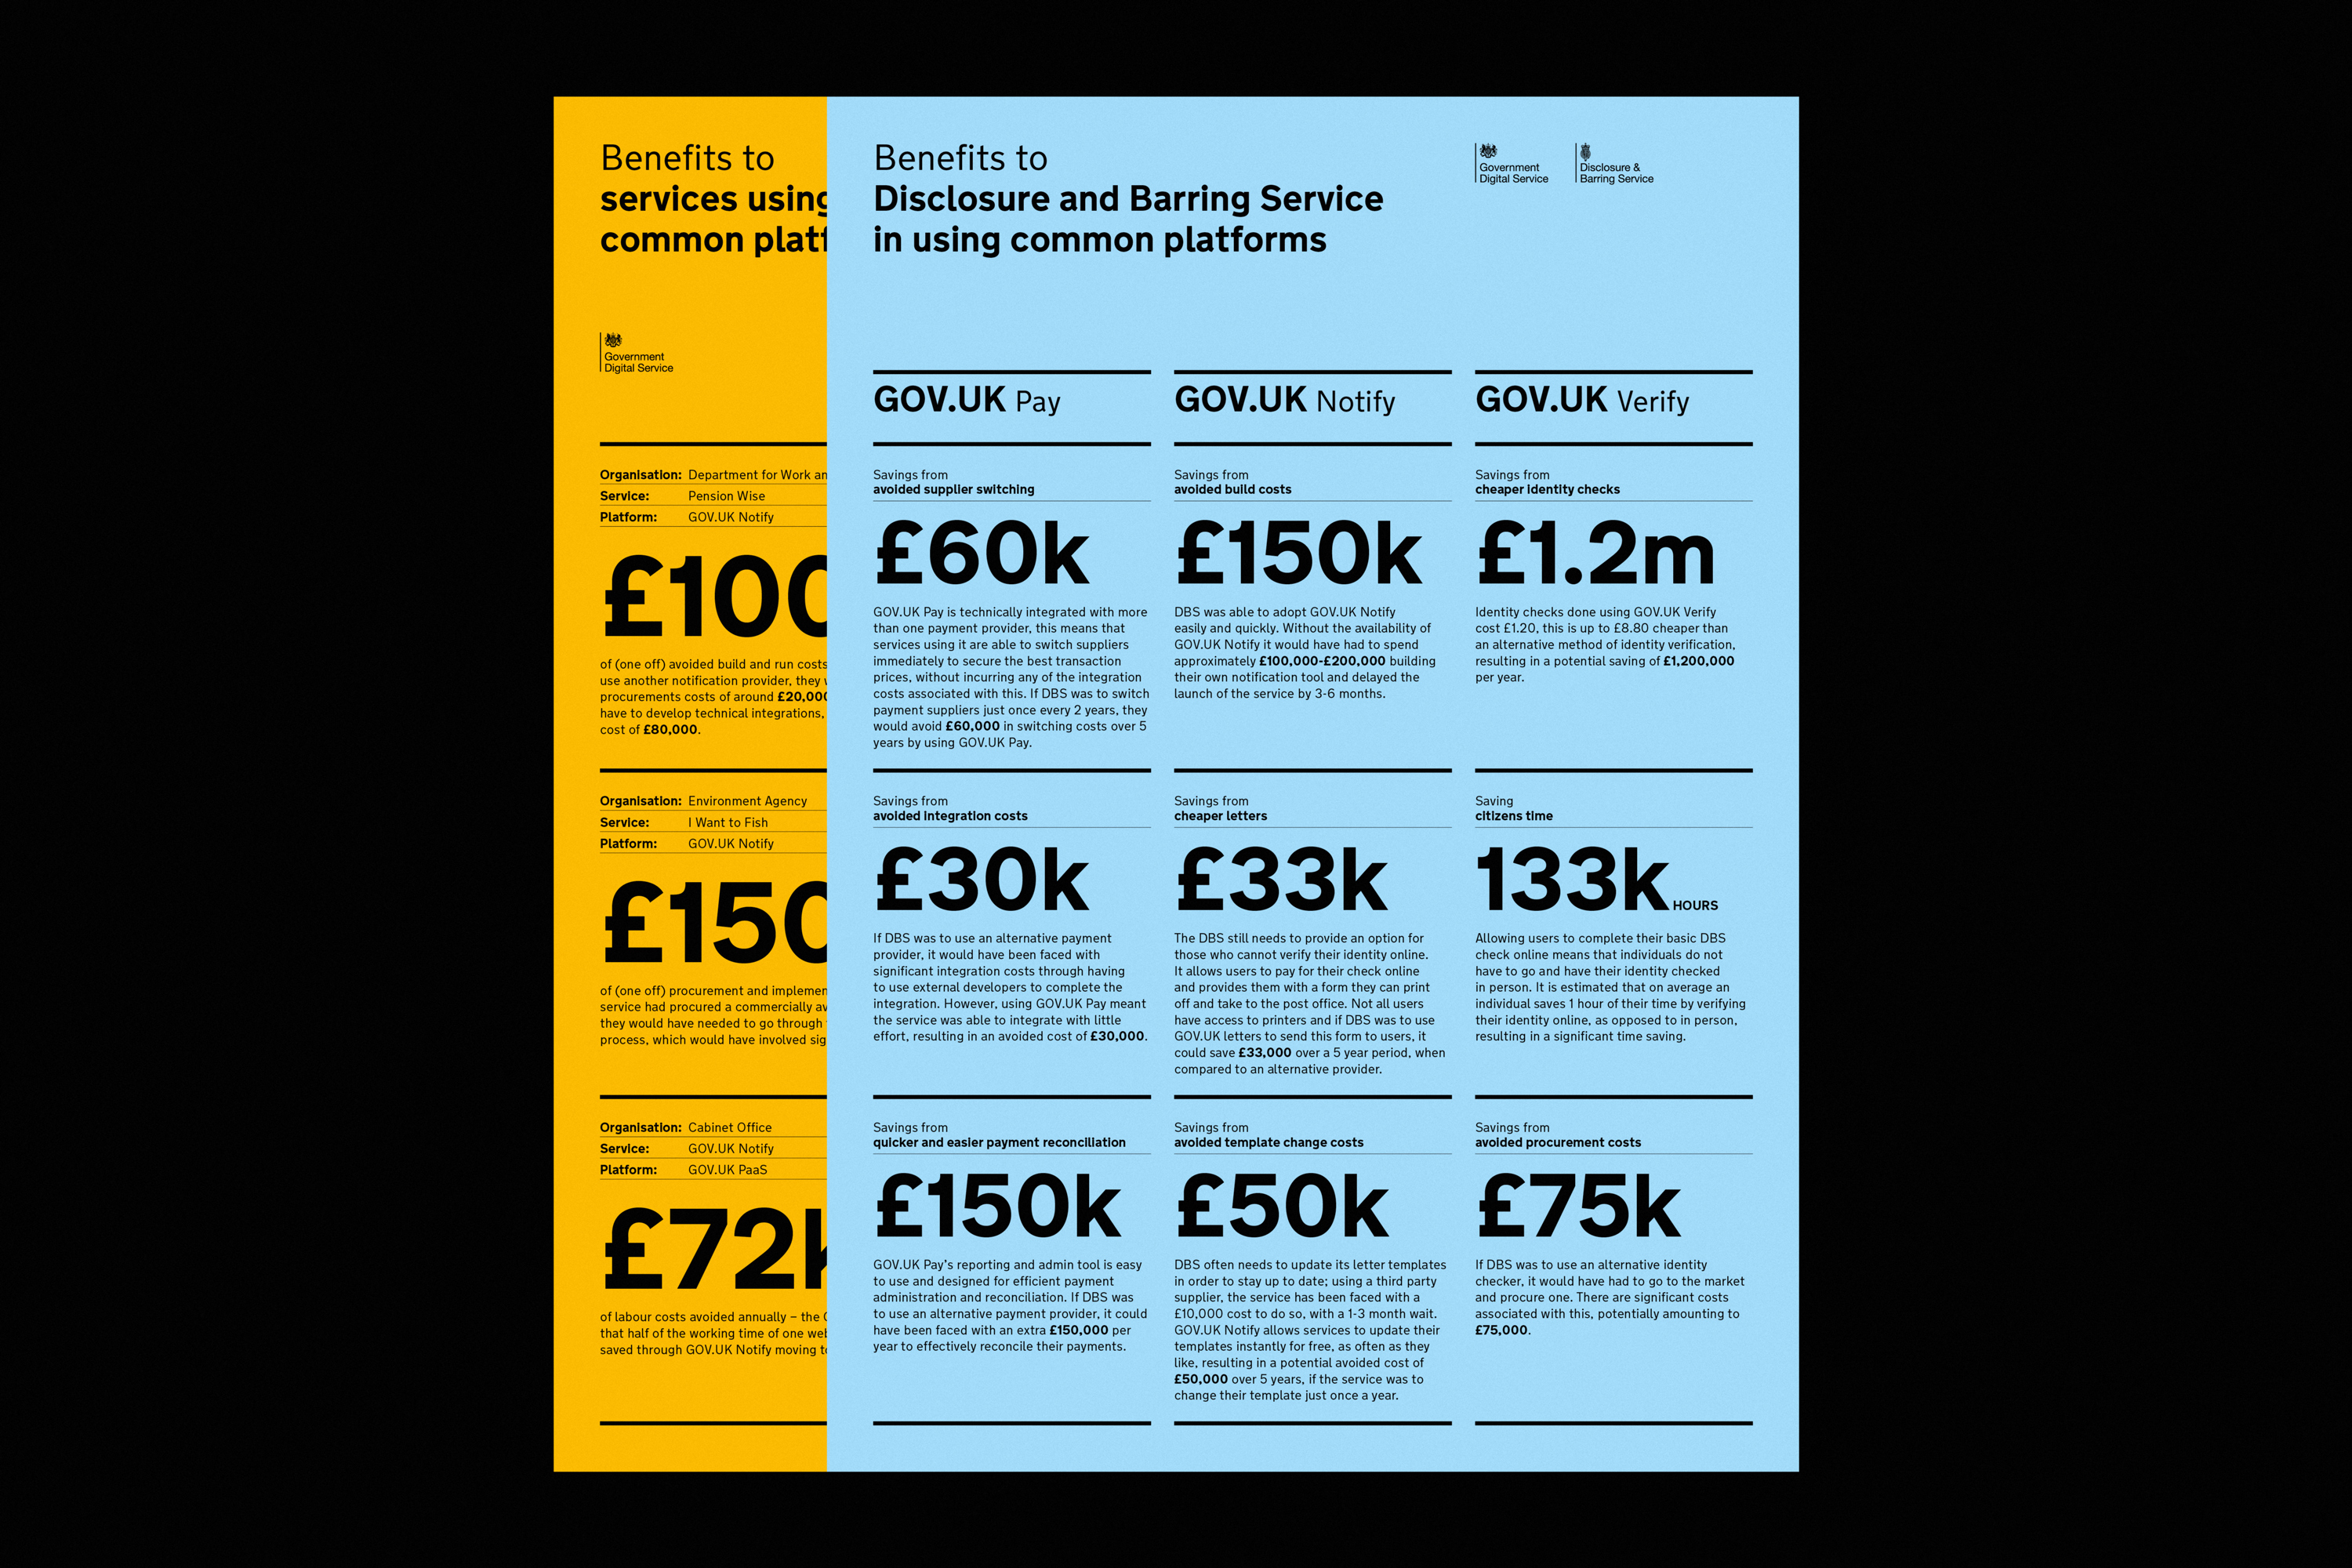 Benefits to
services using
common
Government
Digital Service
Organisation: Department for Work
Service: Pension Wise
Platform: GOV.UK Notify
£100
of (one off) avoided build and run costs
use another notification provider, they
procurements costs of around £20,000
have to develop technical integrations,
cost of £80,000.
Organisation: Environment Agency
Service: I Want to Fish
Platform: GOV.UK Notify
£150
of (one off) procurement and
service had procured a commercially
they would have needed to go through
process, which would have involved
Organisation: Cabinet Office
Service: GOV.UK Notify
Platform: GOV.UK PaaS
£72k
of labour costs avoided annually – the
that half of the working time of one
saved through GOV.UK Notify moving
Benefits to
Disclosure and Barring Service
in using common platforms
Government
Digital Service
Disclosure &
Barring Service
GOV.UK Pay
Savings from
avoided supplier switching
£60k
GOV.UK Pay is technically integrated with more
than one payment provider, this means that
services using it are able to switch suppliers
immediately to secure the best transaction
prices, without incurring any of the integration
costs associated with this. If DBS was to switch
payment suppliers just once every 2 years, they
would avoid £60,000 in switching costs over 5
years by using GOV.UK Pay.
Savings from
avoided integration costs
£30k
If DBS was to use an alternative payment
provider, it would have been faced with
significant integration costs through having
to use external developers to complete the
integration. However, using GOV.UK Pay meant
the service was able to integrate with little
effort, resulting in an avoided cost of £30,000.
Savings from
quicker and easier payment reconciliation
£150k
GOV.UK Pay's reporting and admin tool is easy
to use and designed for efficient payment
administration and reconciliation. If DBS was
to use an alternative payment provider, it could
have been faced with an extra £150,000 per
year to effectively reconcile their payments.
GOV.UK Notify
Savings from
avoided build costs
£150k
DBS was able to adopt GOV.UK Notify
easily and quickly. Without the availability of
GOV.UK Notify it would have had to spend
approximately £100,000-£200,000 building
their own notification tool and delayed the
launch of the service by 3-6 months.
Savings from
cheaper letters
£33k
The DBS still needs to provide an option for
those who cannot verify their identity online.
It allows users to pay for their check online
and provides them with a form they can print
off and take to the post office. Not all users
have access to printers and if DBS was to use
GOV.UK letters to send this form to users, it
could save £33,000 over a 5 year period, when
compared to an alternative provider.
Savings from
avoided template change costs
£50k
DBS often needs to update its letter templates
in order to stay up to date; using a third party
supplier, the service has been faced with a
£10,000 cost to do so, with a 1-3 month wait.
GOV.UK Notify allows services to update their
templates instantly for free, as often as they
like, resulting in a potential avoided cost of
£50,000 over 5 years, if the service was to
change their template just once a year.
GOV.UK Verify
Savings from
cheaper identity checks
£1.2m
Identity checks done using GOV.UK Verify
cost £1.20, this is up to £8.80 cheaper than
an alternative method of identity verification,
resulting in a potential saving of £1,200,000
per year.
Saving
citizens time
133k HOURS
Allowing users to complete their basic DBS
check online means that individuals do not
have to go and have their identity checked
in person. It is estimated that on average an
individual saves 1 hour of their time by verifying
their identity online, as opposed to in person,
resulting in a significant time saving.
Savings from
avoided procurement costs
£75k
If DBS was to use an alternative identity
checker, it would have had to go to the market
and procure one. There are significant costs
associated with this, potentially amounting to
£75,000.